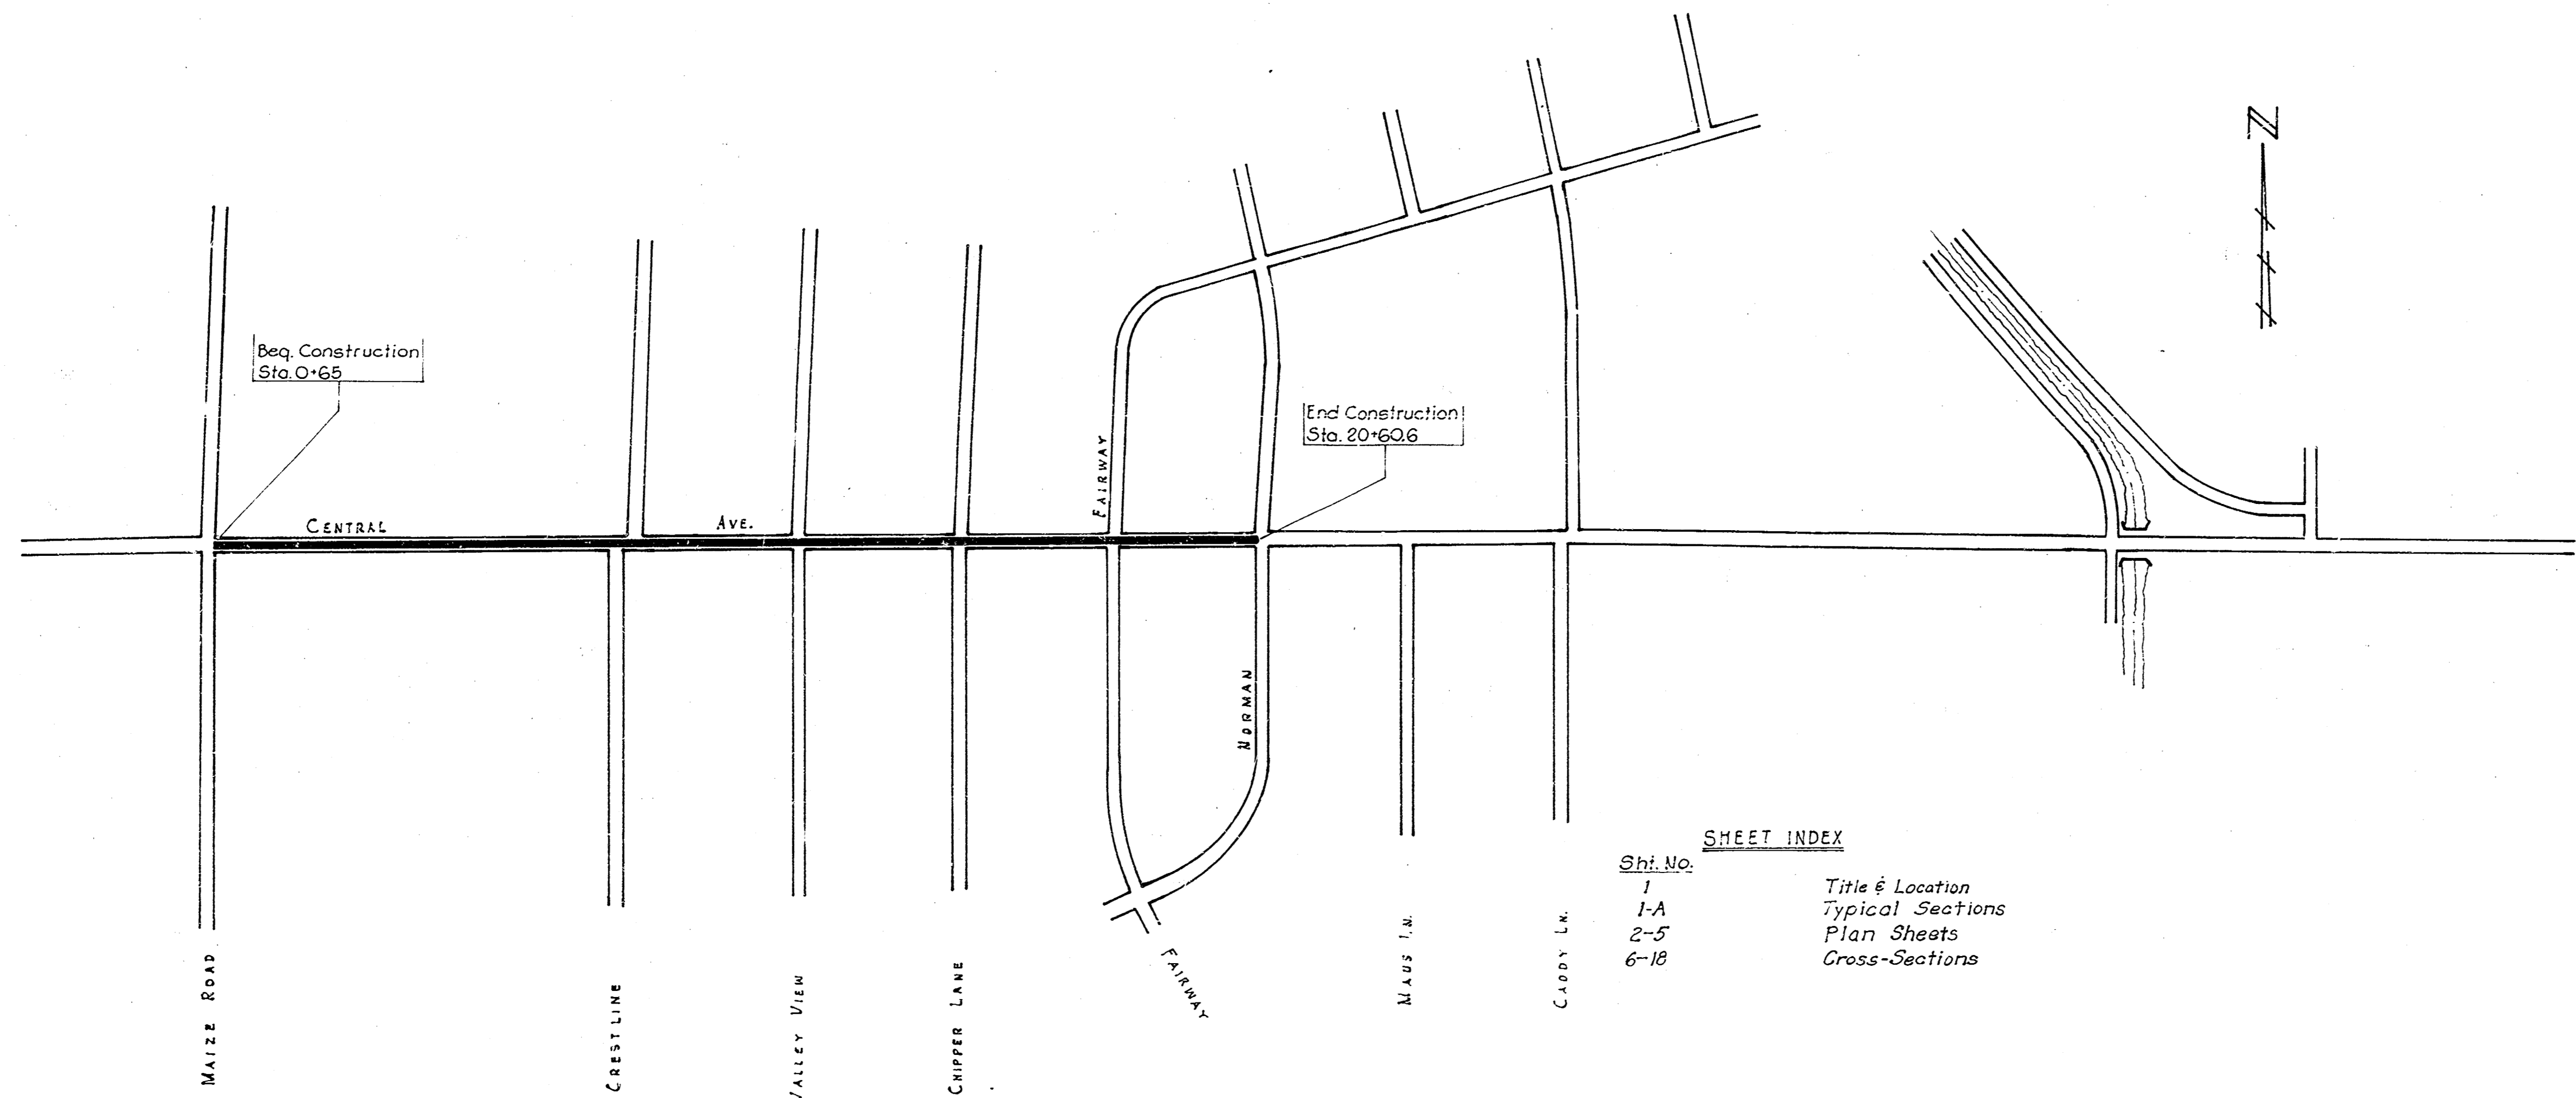 N
Beg. Construction
Sta. 0+65
End Construction
Sta. 20+60.6
CENTRAL AVE.
FAIRWAY
NORMAN
MAIZE ROAD
CRESTLINE
VALLEY VIEW
CHIPPER LANE
FAIRWAY
MAUS LN.
CADDY LN.
SHEET INDEX
Sht. No.
1 Title & Location
1-A Typical Sections
2-5 Plan Sheets
6-18 Cross-Sections